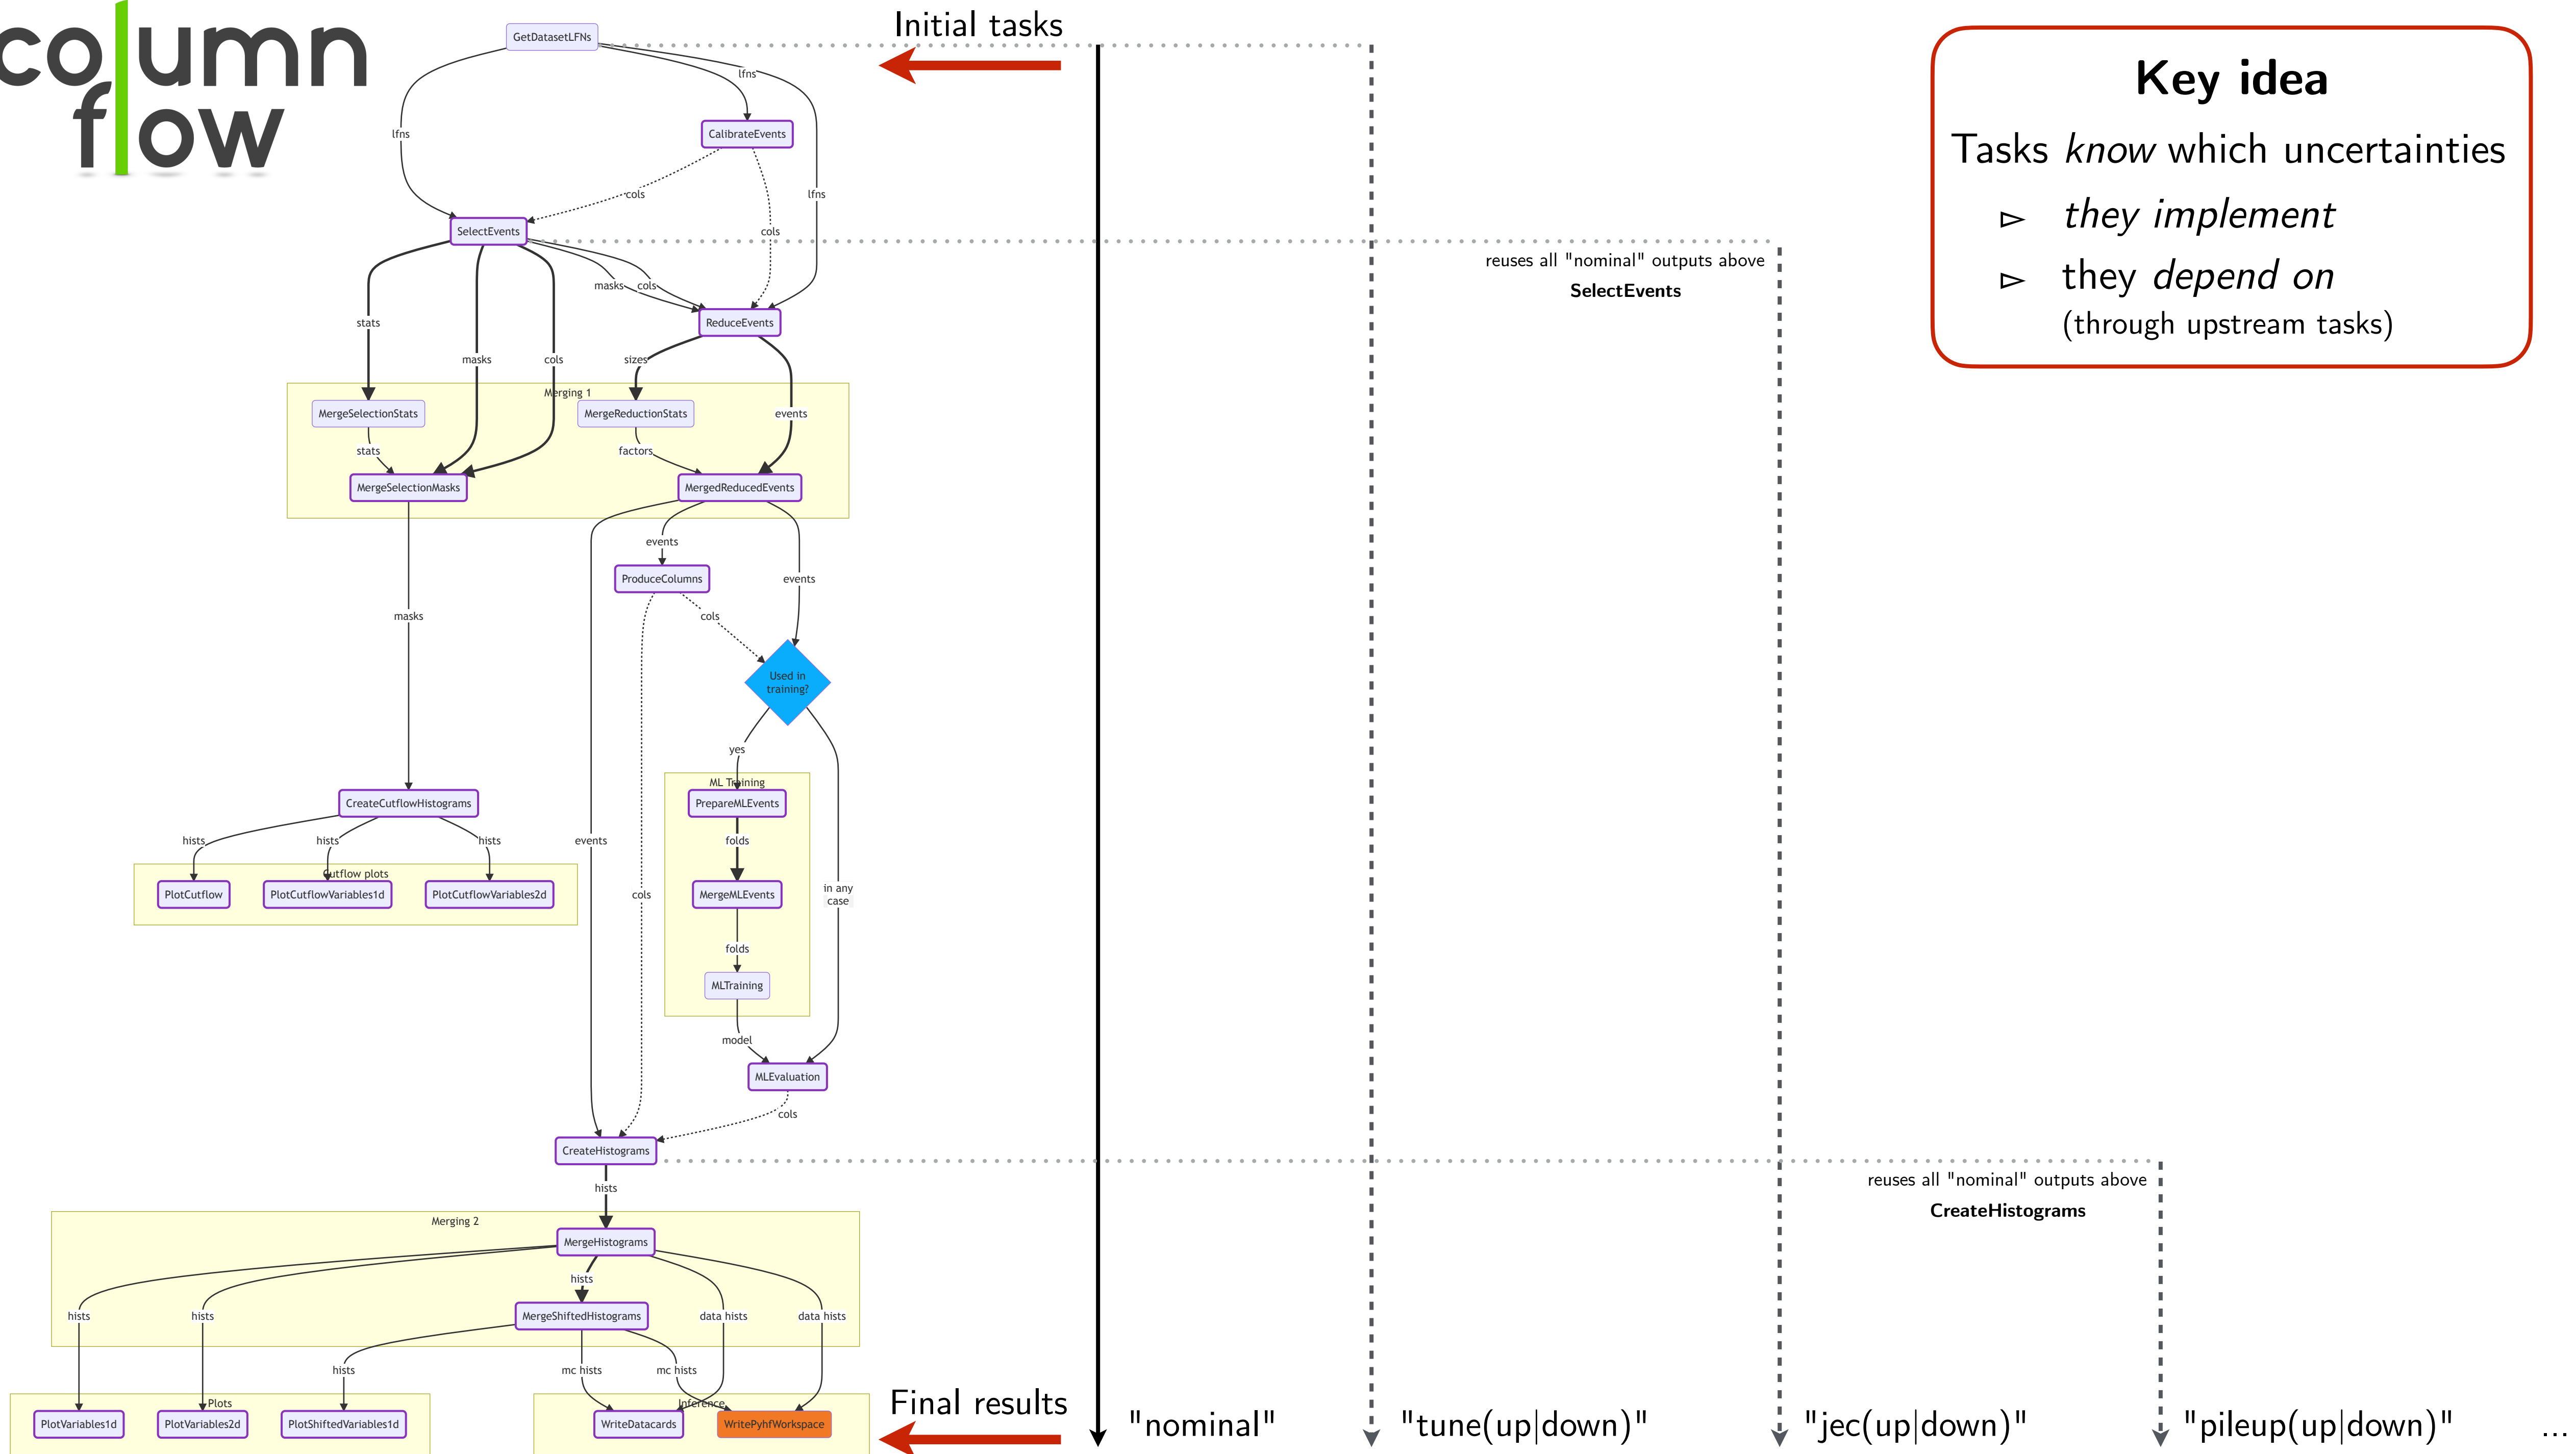 column
flow
Initial tasks
GetDatasetLFNs
lfns
CalibrateEvents
lfns
cols
lfns
SelectEvents
cols
masks
cols
stats
ReduceEvents
masks
cols
sizes
Merging 1
MergeSelectionStats
MergeReductionStats
events
stats
factors
MergeSelectionMasks
MergedReducedEvents
events
ProduceColumns
events
masks
cols
Used in
training?
yes
ML Training
CreateCutflowHistograms
PrepareMLEvents
hists
hists
hists
events
folds
Cutflow plots
PlotCutflow
PlotCutflowVariables1d
PlotCutflowVariables2d
cols
MergeMLEvents
in any
case
folds
MLTraining
model
MLEvaluation
cols
CreateHistograms
hists
Merging 2
MergeHistograms
hists
hists
hists
MergeShiftedHistograms
data hists
data hists
hists
mc hists
mc hists
Plots
Inference
PlotVariables1d
PlotVariables2d
PlotShiftedVariables1d
WriteDatacards
WritePyhfWorkspace
Final results
"nominal"
"tune(up|down)"
"jec(up|down)"
"pileup(up|down)"
...
reuses all "nominal" outputs above
SelectEvents
reuses all "nominal" outputs above
CreateHistograms
Key idea
Tasks know which uncertainties
▻ they implement
▻ they depend on
(through upstream tasks)